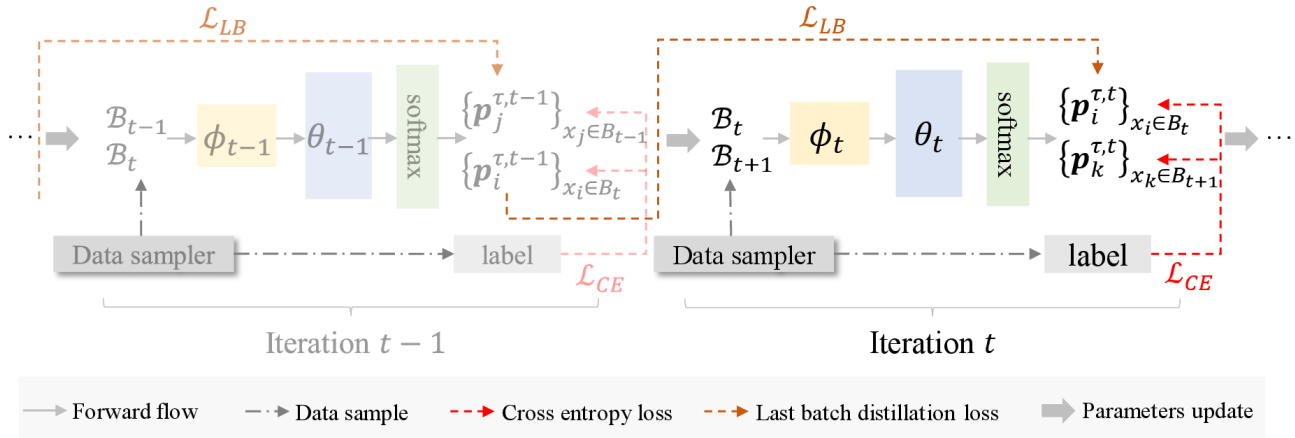 ℒ_LB ℒ_LB
··· ℬ_{t−1} ϕ_{t−1} θ_{t−1} softmax {𝒑_j^{τ,t−1}}_{x_j∈B_{t−1}} ℬ_t ϕ_t θ_t softmax {𝒑_i^{τ,t}}_{x_i∈B_t} ···
ℬ_t {𝒑_i^{τ,t−1}}_{x_i∈B_t} ℬ_{t+1} {𝒑_k^{τ,t}}_{x_k∈B_{t+1}}
Data sampler label ℒ_CE Data sampler label ℒ_CE
Iteration t − 1 Iteration t
Forward flow Data sample Cross entropy loss Last batch distillation loss Parameters update